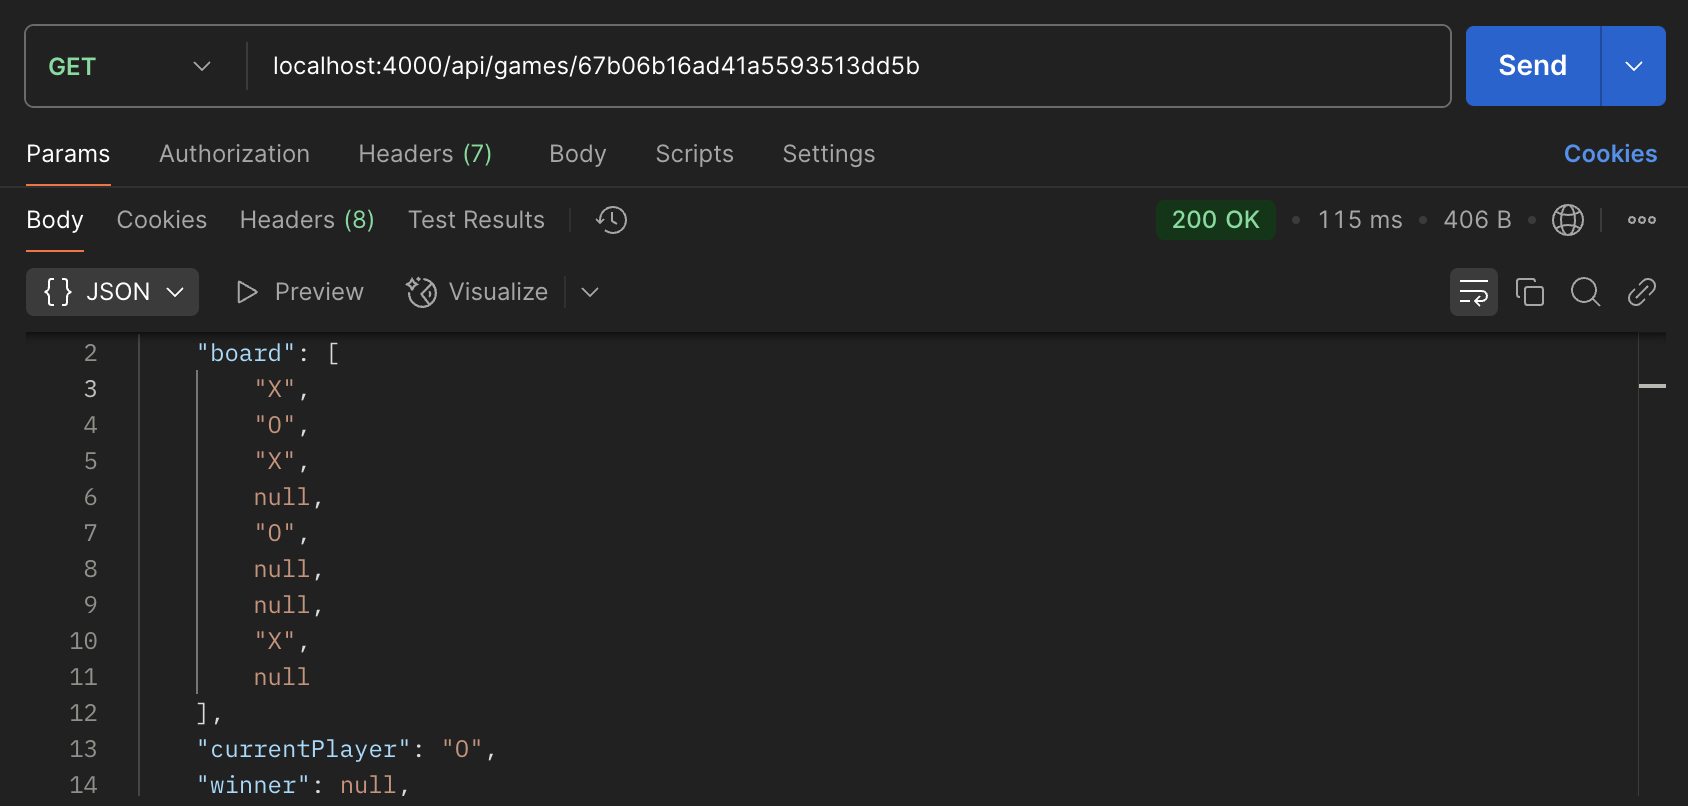 GET localhost:4000/api/games/67b06b16ad41a5593513dd5b Send
Params Authorization Headers (7) Body Scripts Settings Cookies
Body Cookies Headers (8) Test Results 200 OK • 115 ms • 406 B •
{} JSON Preview Visualize
2 "board": [
3 "X",
4 "O",
5 "X",
6 null,
7 "O",
8 null,
9 null,
10 "X",
11 null
12 ],
13 "currentPlayer": "O",
14 "winner": null,